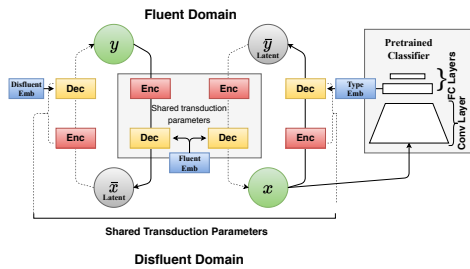 Fluent Domain
y
ȳ
Latent
Pretrained
Classifier
Disfluent
Emb
Dec
Enc
Enc
Dec
Type
Emb
} FC Layers
Shared transduction
parameters
Enc
Dec
Dec
Enc
Conv Layer
Fluent
Emb
x̄
Latent
x
Shared Transduction Parameters
Disfluent Domain